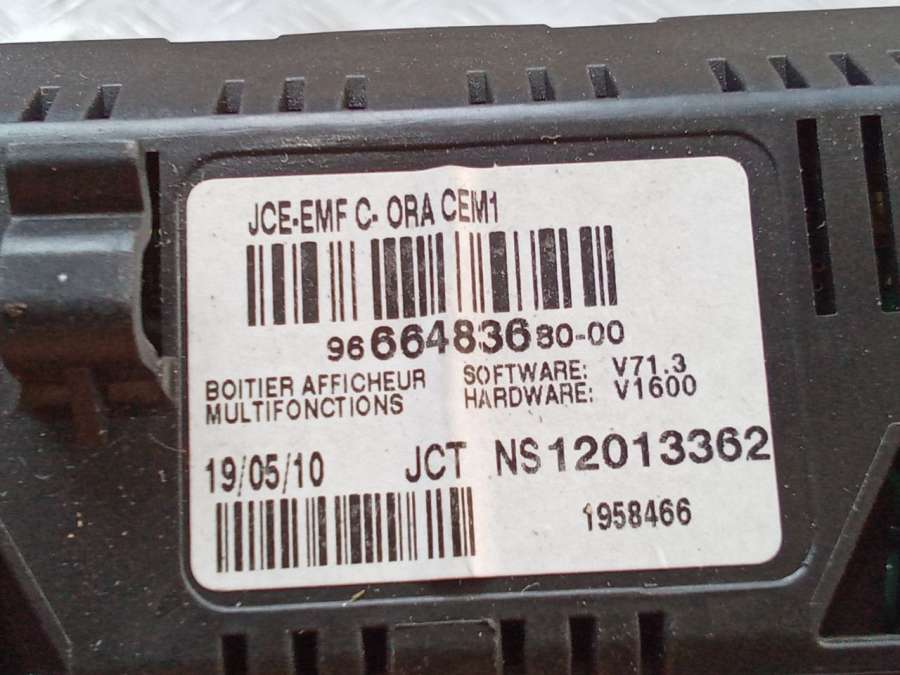 JCE-EMF C- ORA CEM1
9666483680-00
BOITIER AFFICHEUR
MULTIFONCTIONS
SOFTWARE: V71.3
HARDWARE: V1600
19/05/10 JCT NS12013362
1958466